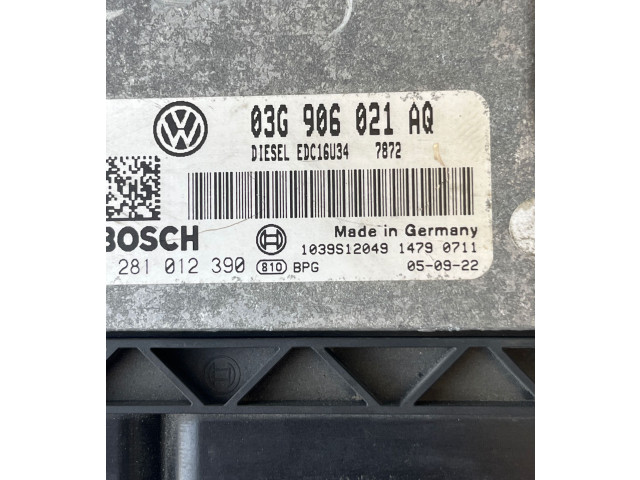 VW
03G 906 021 AQ
DIESEL EDC16U34 7872
BOSCH
Made in Germany
1039S12049 1479 0711
281 012 390 810 BPG 05-09-22